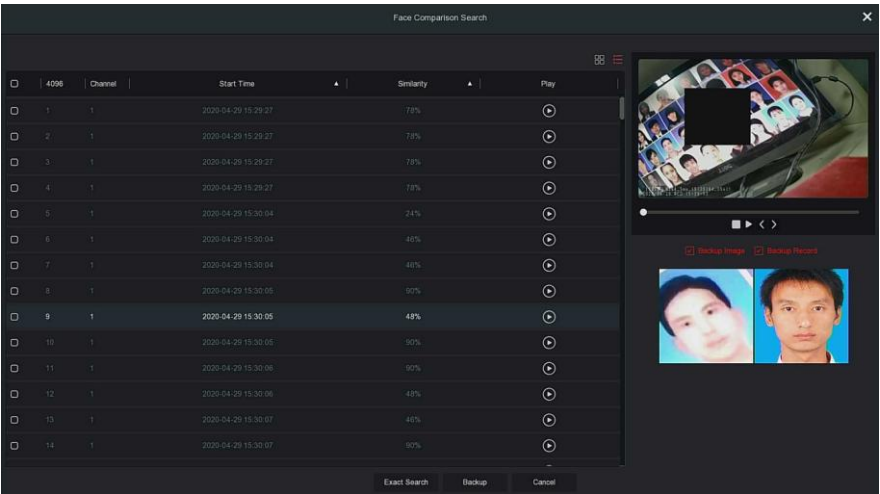 Face Comparison Search
4096 Channel Start Time Similarity Play
1 1 2020-04-29 15:29:27 78%
2 1 2020-04-29 15:29:27 78%
3 1 2020-04-29 15:29:27 78%
4 1 2020-04-29 15:29:27 78%
5 1 2020-04-29 15:30:04 24%
6 1 2020-04-29 15:30:04 46%
7 1 2020-04-29 15:30:04 46%
8 1 2020-04-29 15:30:05 90%
9 1 2020-04-29 15:30:05 48%
10 1 2020-04-29 15:30:05 90%
11 1 2020-04-29 15:30:06 90%
12 1 2020-04-29 15:30:06 48%
13 1 2020-04-29 15:30:07 46%
14 1 2020-04-29 15:30:07 90%
Backup Image Backup Record
Exact Search Backup Cancel